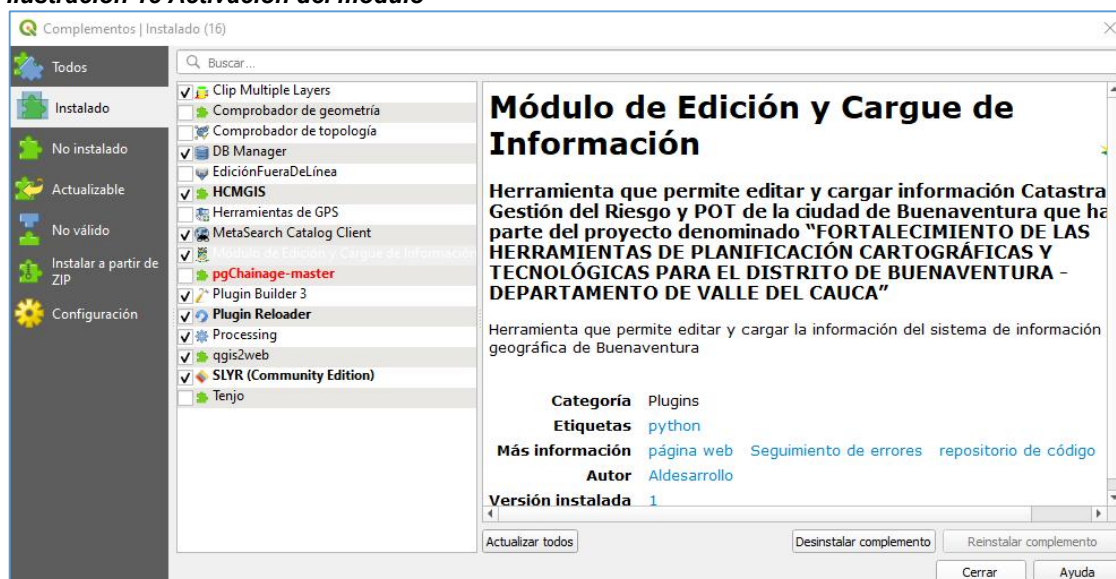 Ilustración 16 Activación del módulo
Complementos | Instalado (16)
Todos
Instalado
No instalado
Actualizable
No válido
Instalar a partir de
ZIP
Configuración
Buscar...
Clip Multiple Layers
Comprobador de geometría
Comprobador de topología
DB Manager
EdiciónFueraDeLínea
HCMGIS
Herramientas de GPS
MetaSearch Catalog Client
Módulo de Edición y Cargue de Información
pgChainage-master
Plugin Builder 3
Plugin Reloader
Processing
qgis2web
SLYR (Community Edition)
Tenjo
Módulo de Edición y Cargue de
Información
Herramienta que permite editar y cargar información Catastra
Gestión del Riesgo y POT de la ciudad de Buenaventura que ha
parte del proyecto denominado “FORTALECIMIENTO DE LAS
HERRAMIENTAS DE PLANIFICACIÓN CARTOGRÁFICAS Y
TECNOLÓGICAS PARA EL DISTRITO DE BUENAVENTURA -
DEPARTAMENTO DE VALLE DEL CAUCA”
Herramienta que permite editar y cargar la información del sistema de información
geográfica de Buenaventura
Categoría Plugins
Etiquetas python
Más información página web Seguimiento de errores repositorio de código
Autor Aldesarrollo
Versión instalada 1
Actualizar todos Desinstalar complemento Reinstalar complemento
Cerrar Ayuda